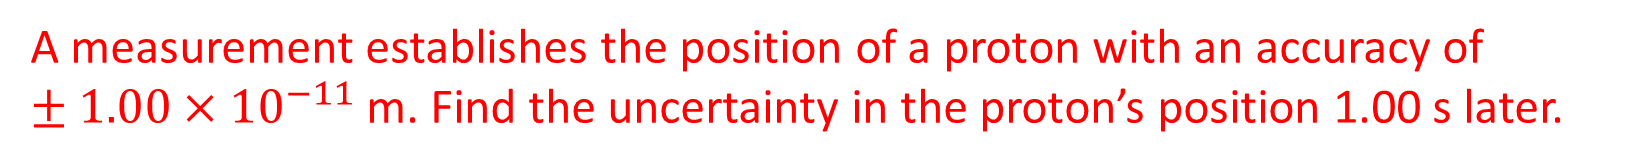 A measurement establishes the position of a proton with an accuracy of
± 1.00 × 10⁻¹¹ m. Find the uncertainty in the proton’s position 1.00 s later.